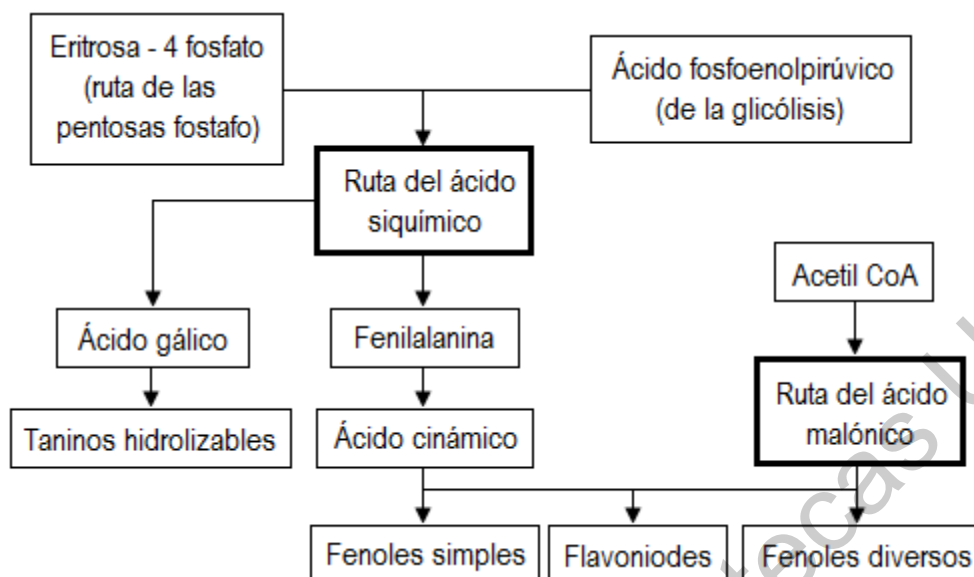 Eritrosa - 4 fosfato
(ruta de las
pentosas fostafo)
Ácido fosfoenolpirúvico
(de la glicólisis)
Ruta del ácido
siquímico
Acetil CoA
Ácido gálico
Fenilalanina
Ruta del ácido
malónico
Taninos hidrolizables
Ácido cinámico
Fenoles simples
Flavoniodes
Fenoles diversos